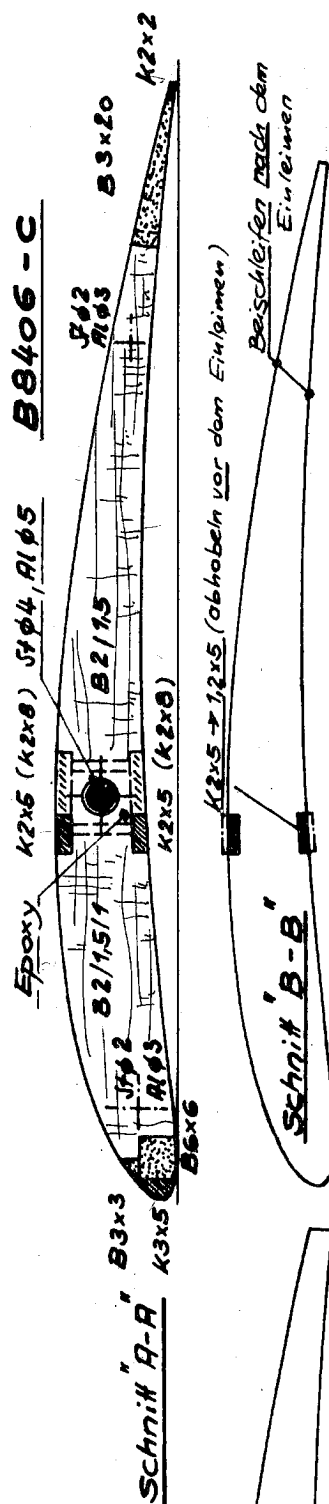 Schnitt "A-A"
B3x3
K3x5
B6x6
St ϕ2
Al ϕ3
B2/1,5/1
Epoxy
K2x5 (K2x8)
St ϕ4, Al ϕ5
K2x5 (K2x8)
B2/1,5
B8406-C
St ϕ2
Al ϕ3
B3x20
K2x2
Schnitt "B-B"
K2x5 → 1,2x5 (abhobeln vor dem Einleimen)
Beischleifen nach dem
Einleimen